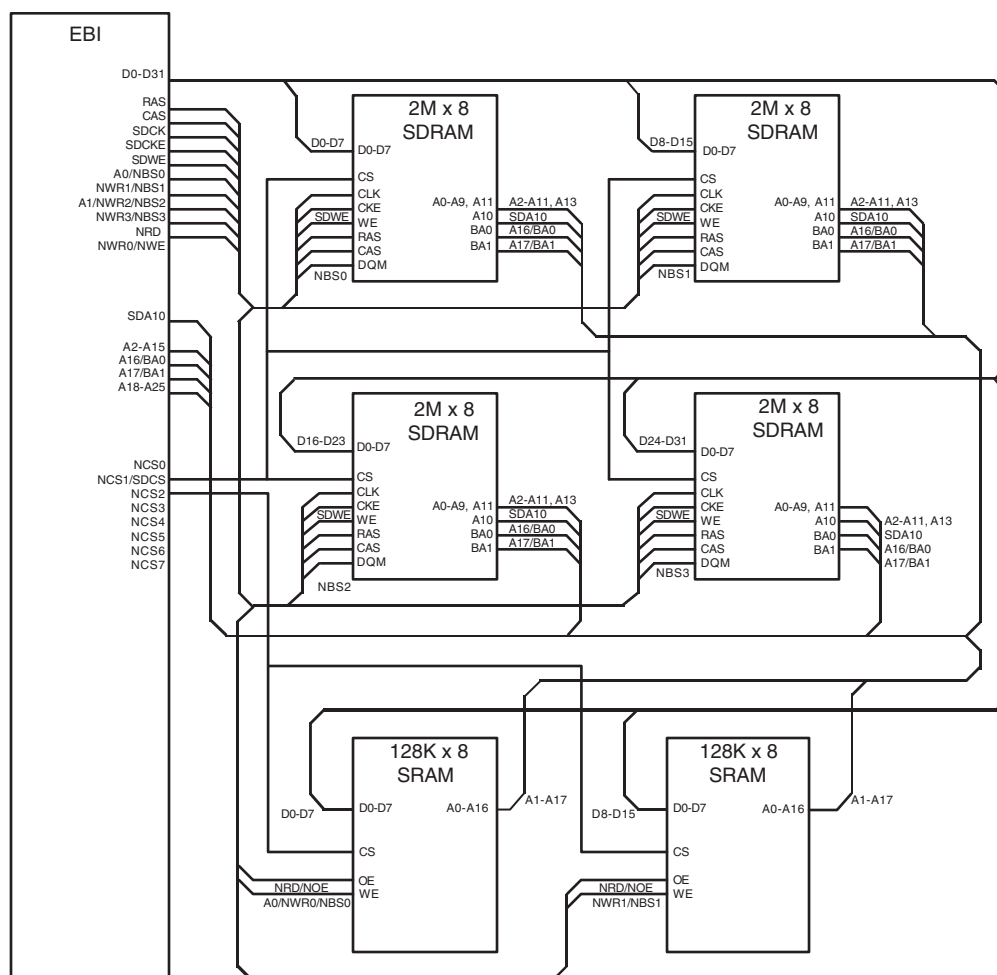 EBI
D0-D31
RAS
CAS
SDCK
SDCKE
SDWE
A0/NBS0
NWR1/NBS1
A1/NWR2/NBS2
NWR3/NBS3
NRD
NWR0/NWE
SDA10
A2-A15
A16/BA0
A17/BA1
A18-A25
NCS0
NCS1/SDCS
NCS2
NCS3
NCS4
NCS5
NCS6
NCS7
2M x 8
SDRAM
D0-D7
D0-D7
CS
CLK
CKE
SDWE
WE
RAS
CAS
DQM
NBS0
A0-A9, A11
A10
BA0
BA1
A2-A11, A13
SDA10
A16/BA0
A17/BA1
2M x 8
SDRAM
D8-D15
D0-D7
CS
CLK
CKE
SDWE
WE
RAS
CAS
DQM
NBS1
A0-A9, A11
A10
BA0
BA1
A2-A11, A13
SDA10
A16/BA0
A17/BA1
2M x 8
SDRAM
D16-D23
D0-D7
CS
CLK
CKE
SDWE
WE
RAS
CAS
DQM
NBS2
A0-A9, A11
A10
BA0
BA1
A2-A11, A13
SDA10
A16/BA0
A17/BA1
2M x 8
SDRAM
D24-D31
D0-D7
CS
CLK
CKE
SDWE
WE
RAS
CAS
DQM
NBS3
A0-A9, A11
A10
BA0
BA1
A2-A11, A13
SDA10
A16/BA0
A17/BA1
128K x 8
SRAM
D0-D7
D0-D7
A0-A16
A1-A17
CS
OE
NRD/NOE
WE
A0/NWR0/NBS0
128K x 8
SRAM
D8-D15
D0-D7
A0-A16
A1-A17
CS
OE
NRD/NOE
WE
NWR1/NBS1